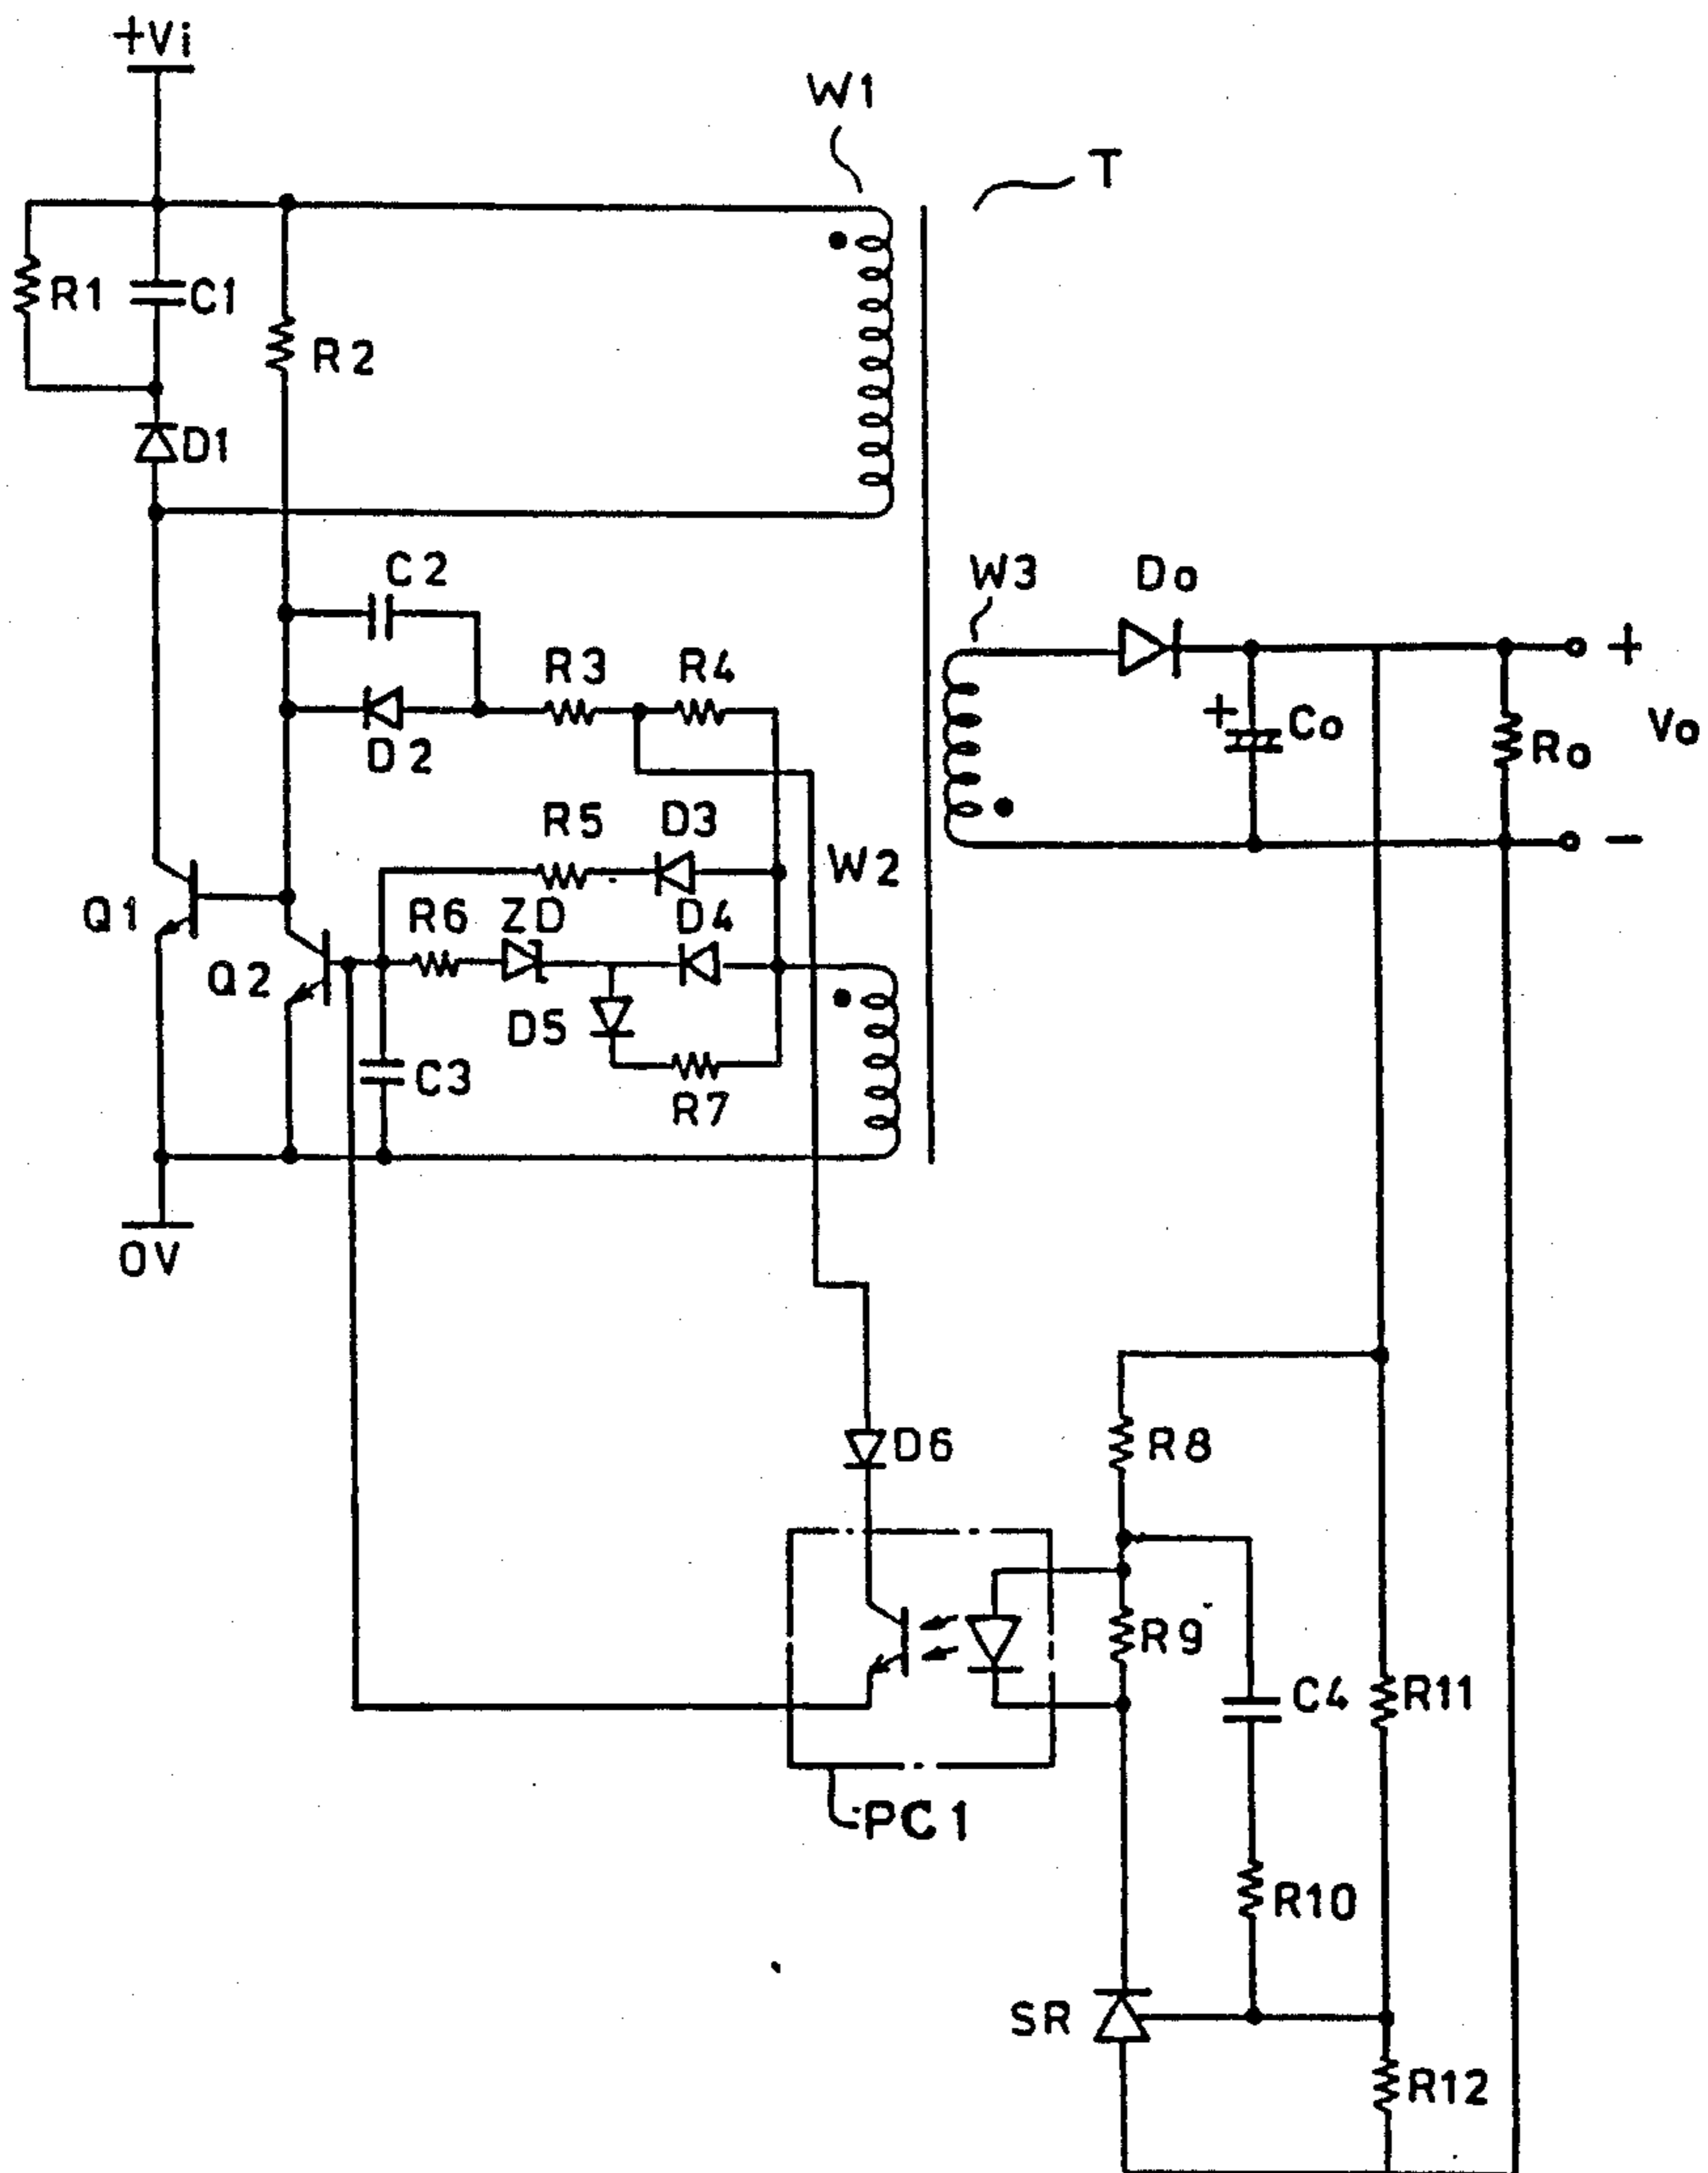 +Vi
W1
T
R1
C1
R2
D1
C2
W3
Do
+
R3
R4
+
Co
Ro
Vo
D2
R5
D3
W2
−
Q1
R6
ZD
D4
Q2
D5
C3
R7
0V
D6
R8
R9
C4
R11
PC1
R10
SR
R12